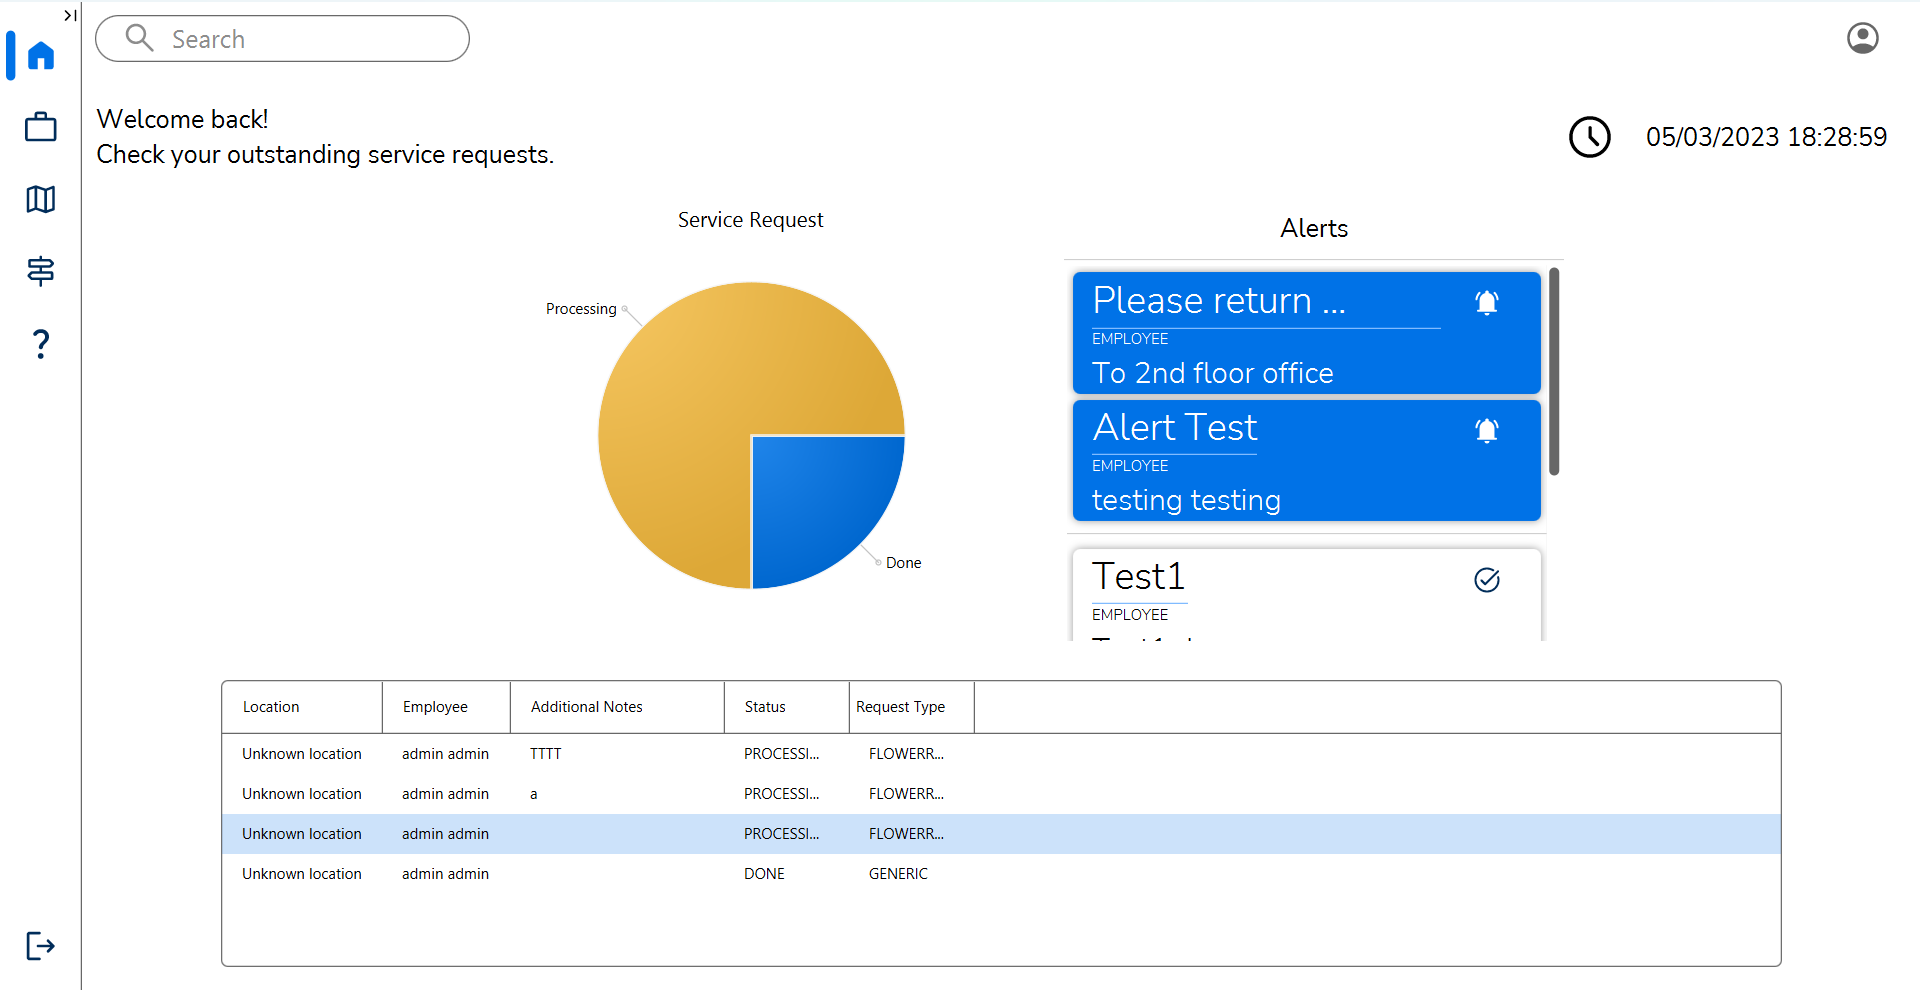 Search
Welcome back!
Check your outstanding service requests.
05/03/2023 18:28:59
Service Request
Processing
Done
Alerts
Please return ...
EMPLOYEE
To 2nd floor office
Alert Test
EMPLOYEE
testing testing
Test1
EMPLOYEE
Location Employee Additional Notes Status Request Type
Unknown location admin admin TTTT PROCESSI... FLOWERR...
Unknown location admin admin a PROCESSI... FLOWERR...
Unknown location admin admin PROCESSI... FLOWERR...
Unknown location admin admin DONE GENERIC